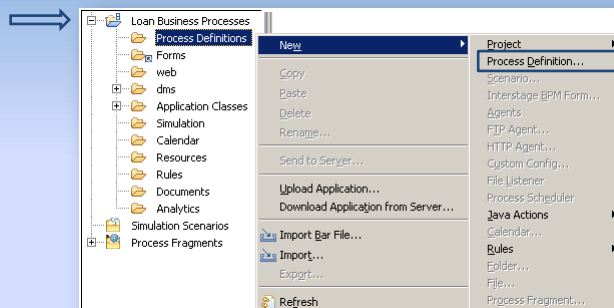 Loan Business Processes
Process Definitions
Forms
web
dms
Application Classes
Simulation
Calendar
Resources
Rules
Documents
Analytics
Simulation Scenarios
Process Fragments
New
Copy
Paste
Delete
Rename...
Send to Server...
Upload Application...
Download Application from Server...
Import Bar File...
Import...
Export...
Refresh
Project
Process Definition...
Scenario...
Interstage BPM Form...
Agents
FTP Agent...
HTTP Agent...
Custom Config...
File Listener
Process Scheduler
Java Actions
Calendar...
Rules
Folder...
File...
Process Fragment...